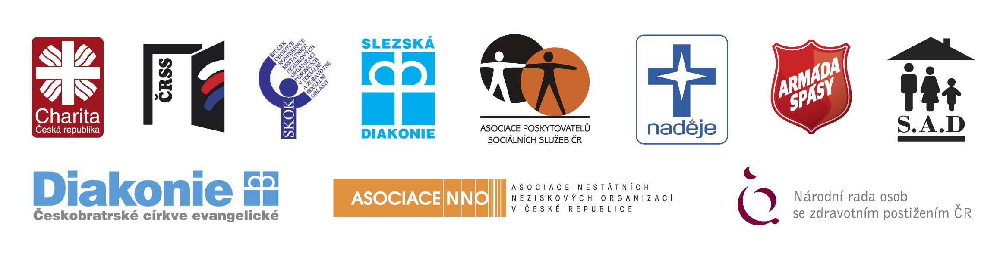 Charita
Česká republika
ČRSS
SPOLEK
OBOROVÉ
KONFERENCE
NESTÁTNÍCH
NEZISKOVÝCH
ORGANIZACÍ
PŮSOBÍCÍCH
V SOCIÁLNÍ
A ZDRAVOTNĚ
SOCIÁLNÍ
OBLASTI
SKOK
SLEZSKÁ
DIAKONIE
ASOCIACE POSKYTOVATELŮ
SOCIÁLNÍCH SLUŽEB ČR
naděje
ARMÁDA
SPÁSY
S.A.D
Diakonie
Českobratrské církve evangelické
ASOCIACE NNO
ASOCIACE NESTÁTNÍCH
NEZISKOVÝCH ORGANIZACÍ
V ČESKÉ REPUBLICE
Národní rada osob
se zdravotním postižením ČR